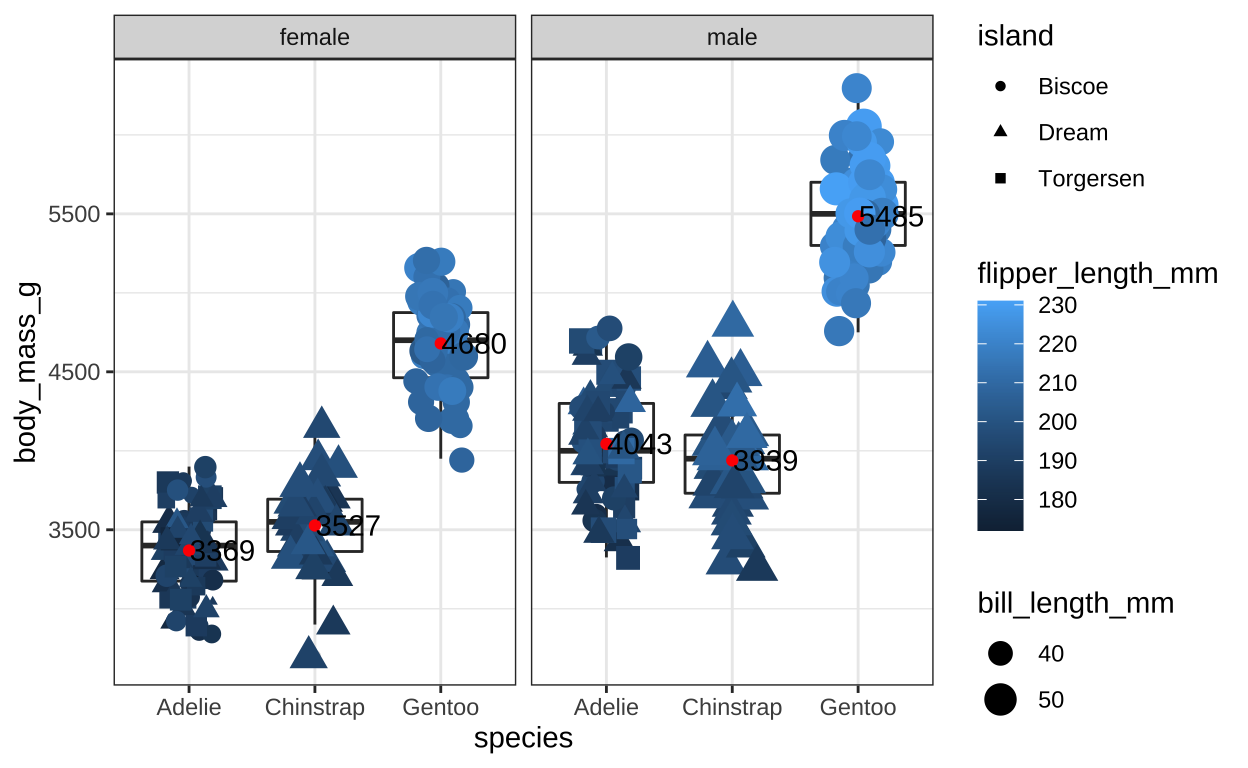 female
male
island
Biscoe
Dream
Torgersen
flipper_length_mm
230
220
210
200
190
180
bill_length_mm
40
50
body_mass_g
5500
4500
3500
3369
3527
4680
4043
3939
5485
Adelie
Chinstrap
Gentoo
Adelie
Chinstrap
Gentoo
species